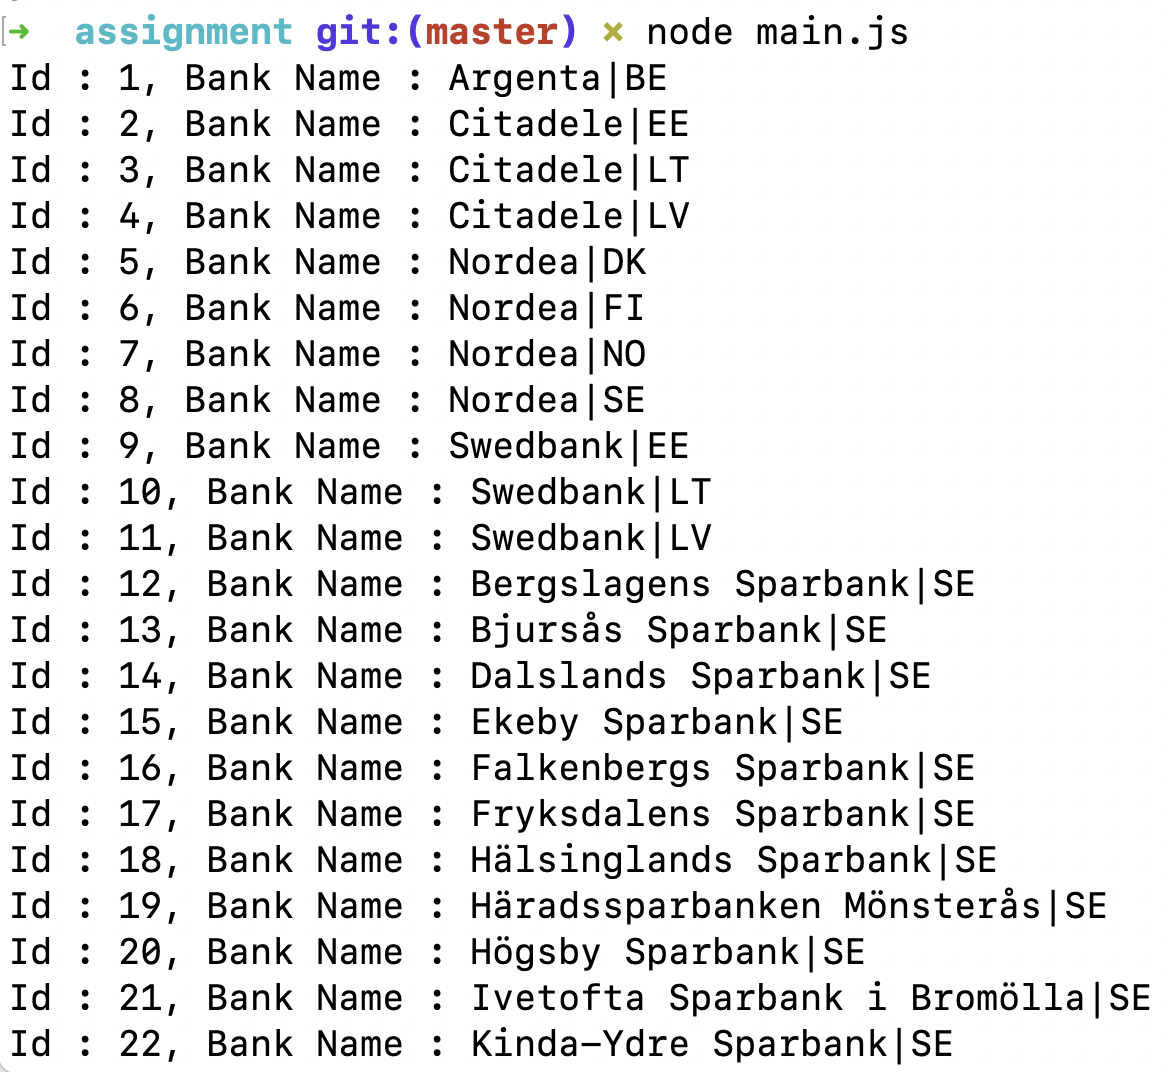 ➜  assignment git:(master) × node main.js
Id : 1, Bank Name : Argenta|BE
Id : 2, Bank Name : Citadele|EE
Id : 3, Bank Name : Citadele|LT
Id : 4, Bank Name : Citadele|LV
Id : 5, Bank Name : Nordea|DK
Id : 6, Bank Name : Nordea|FI
Id : 7, Bank Name : Nordea|NO
Id : 8, Bank Name : Nordea|SE
Id : 9, Bank Name : Swedbank|EE
Id : 10, Bank Name : Swedbank|LT
Id : 11, Bank Name : Swedbank|LV
Id : 12, Bank Name : Bergslagens Sparbank|SE
Id : 13, Bank Name : Bjursås Sparbank|SE
Id : 14, Bank Name : Dalslands Sparbank|SE
Id : 15, Bank Name : Ekeby Sparbank|SE
Id : 16, Bank Name : Falkenbergs Sparbank|SE
Id : 17, Bank Name : Fryksdalens Sparbank|SE
Id : 18, Bank Name : Hälsinglands Sparbank|SE
Id : 19, Bank Name : Häradssparbanken Mönsterås|SE
Id : 20, Bank Name : Högsby Sparbank|SE
Id : 21, Bank Name : Ivetofta Sparbank i Bromölla|SE
Id : 22, Bank Name : Kinda-Ydre Sparbank|SE